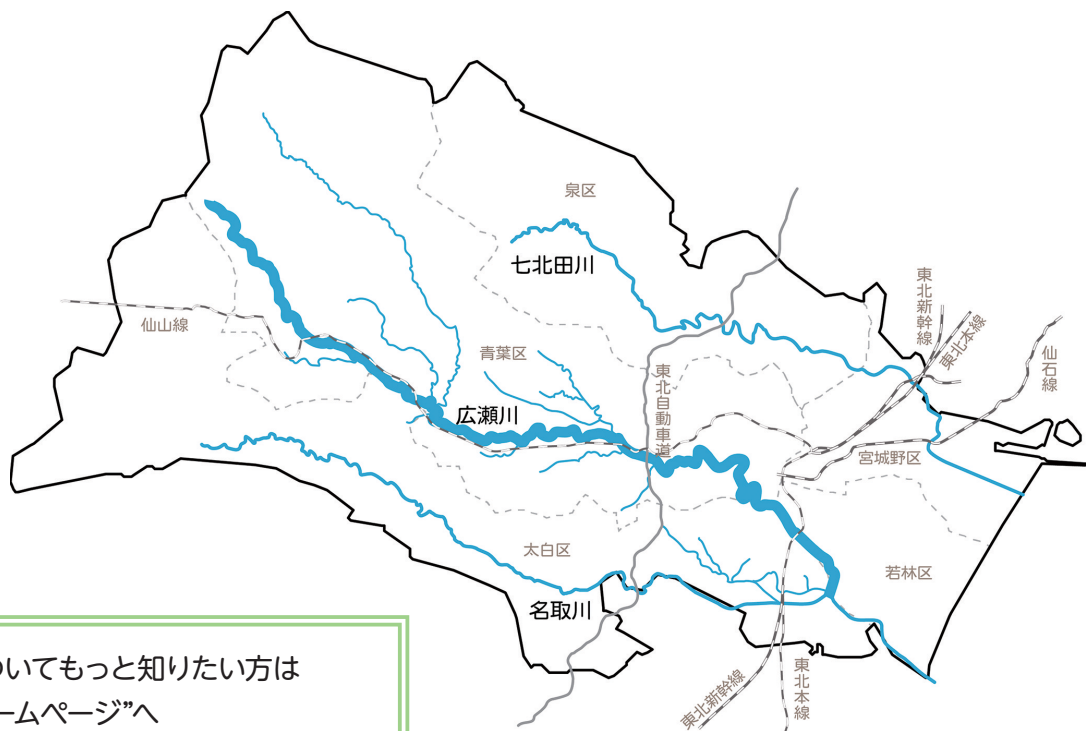 泉区
七北田川
東北新幹線
東北本線
仙石線
仙山線
青葉区
東北自動車道
広瀬川
宮城野区
太白区
若林区
名取川
東北新幹線
東北本線
ついてもっと知りたい方は
ームページ”へ